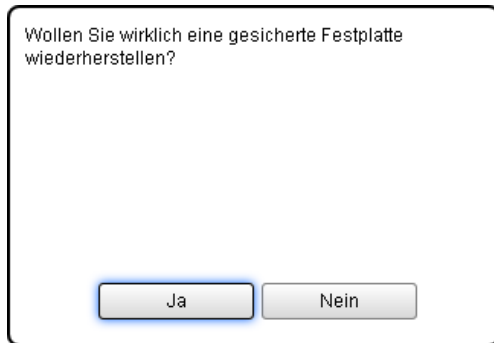 Wollen Sie wirklich eine gesicherte Festplatte
wiederherstellen?
Ja
Nein